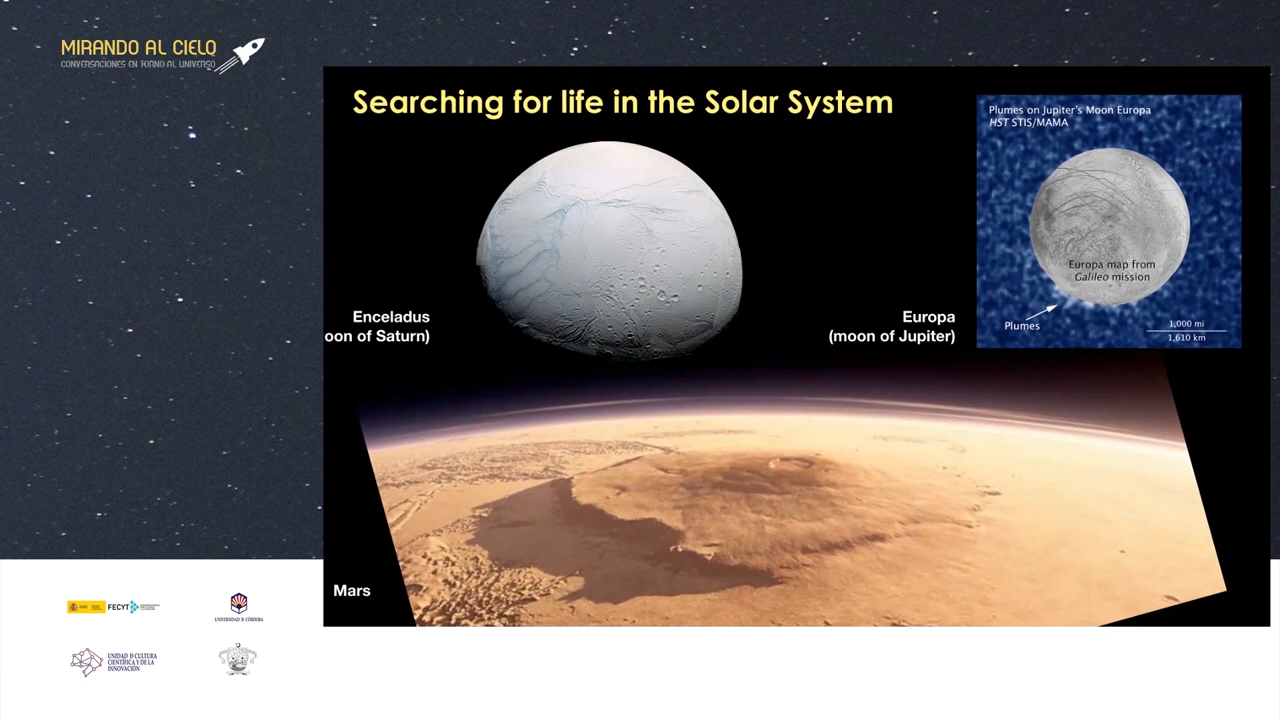 MIRANDO AL CIELO
CONVERSACIONES EN TORNO AL UNIVERSO
Searching for life in the Solar System
Plumes on Jupiter's Moon Europa
HST STIS/MAMA
Europa map from
Galileo mission
Plumes
1,000 mi
1,610 km
Enceladus
oon of Saturn)
Europa
(moon of Jupiter)
Mars
FECYT
UNIVERSIDAD Đ CÓRDOBA
UNIDAD Đ CULTURA
CIENTÍFICA Y DE LA
INNOVACIÓN